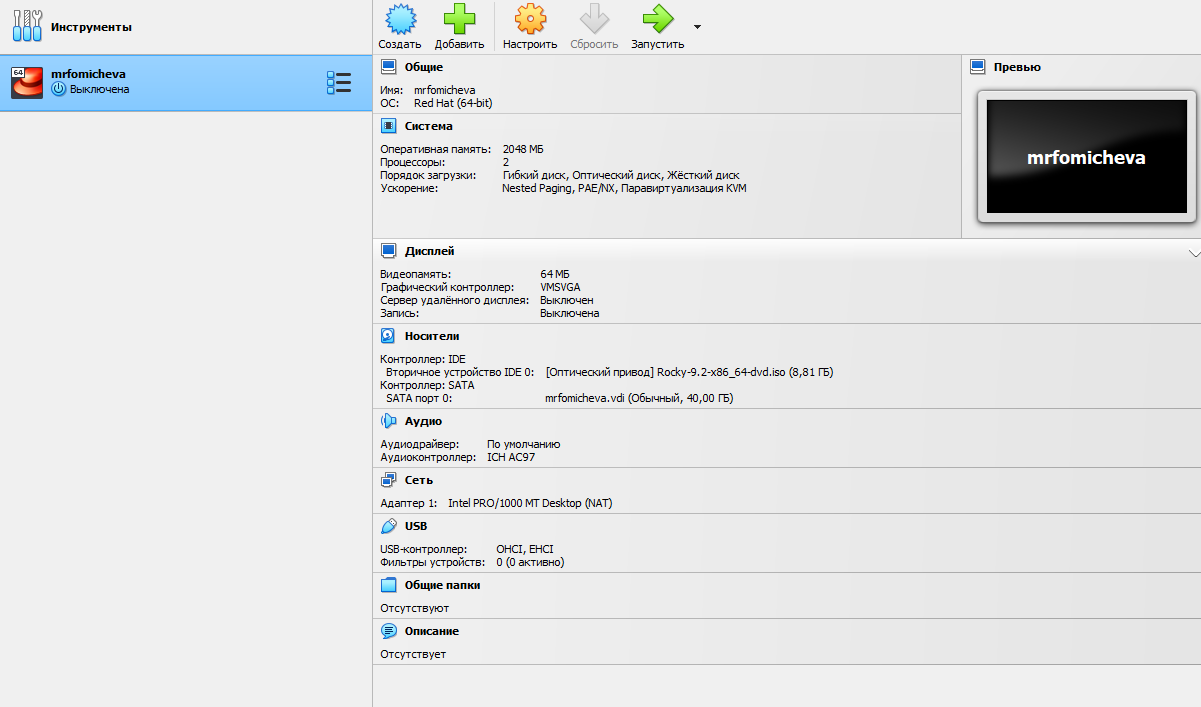 Инструменты
64
mrfomicheva
Выключена
Создать Добавить Настроить Сбросить Запустить
Общие
Имя: mrfomicheva
ОС: Red Hat (64-bit)
Система
Оперативная память: 2048 МБ
Процессоры: 2
Порядок загрузки: Гибкий диск, Оптический диск, Жёсткий диск
Ускорение: Nested Paging, PAE/NX, Паравиртуализация KVM
Превью
mrfomicheva
Дисплей
Видеопамять: 64 МБ
Графический контроллер: VMSVGA
Сервер удалённого дисплея: Выключен
Запись: Выключена
Носители
Контроллер: IDE
Вторичное устройство IDE 0: [Оптический привод] Rocky-9.2-x86_64-dvd.iso (8,81 ГБ)
Контроллер: SATA
SATA порт 0: mrfomicheva.vdi (Обычный, 40,00 ГБ)
Аудио
Аудиодрайвер: По умолчанию
Аудиоконтроллер: ICH AC97
Сеть
Адаптер 1: Intel PRO/1000 MT Desktop (NAT)
USB
USB-контроллер: OHCI, EHCI
Фильтры устройств: 0 (0 активно)
Общие папки
Отсутствуют
Описание
Отсутствует